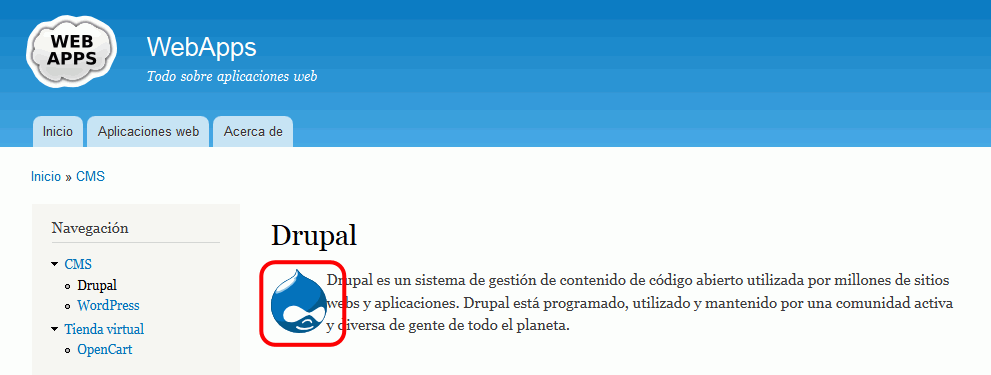 WEB
APPS
WebApps
Todo sobre aplicaciones web
Inicio
Aplicaciones web
Acerca de
Inicio » CMS
Navegación
CMS
Drupal
WordPress
Tienda virtual
OpenCart
Drupal
Drupal es un sistema de gestión de contenido de código abierto utilizada por millones de sitios
webs y aplicaciones. Drupal está programado, utilizado y mantenido por una comunidad activa
y diversa de gente de todo el planeta.